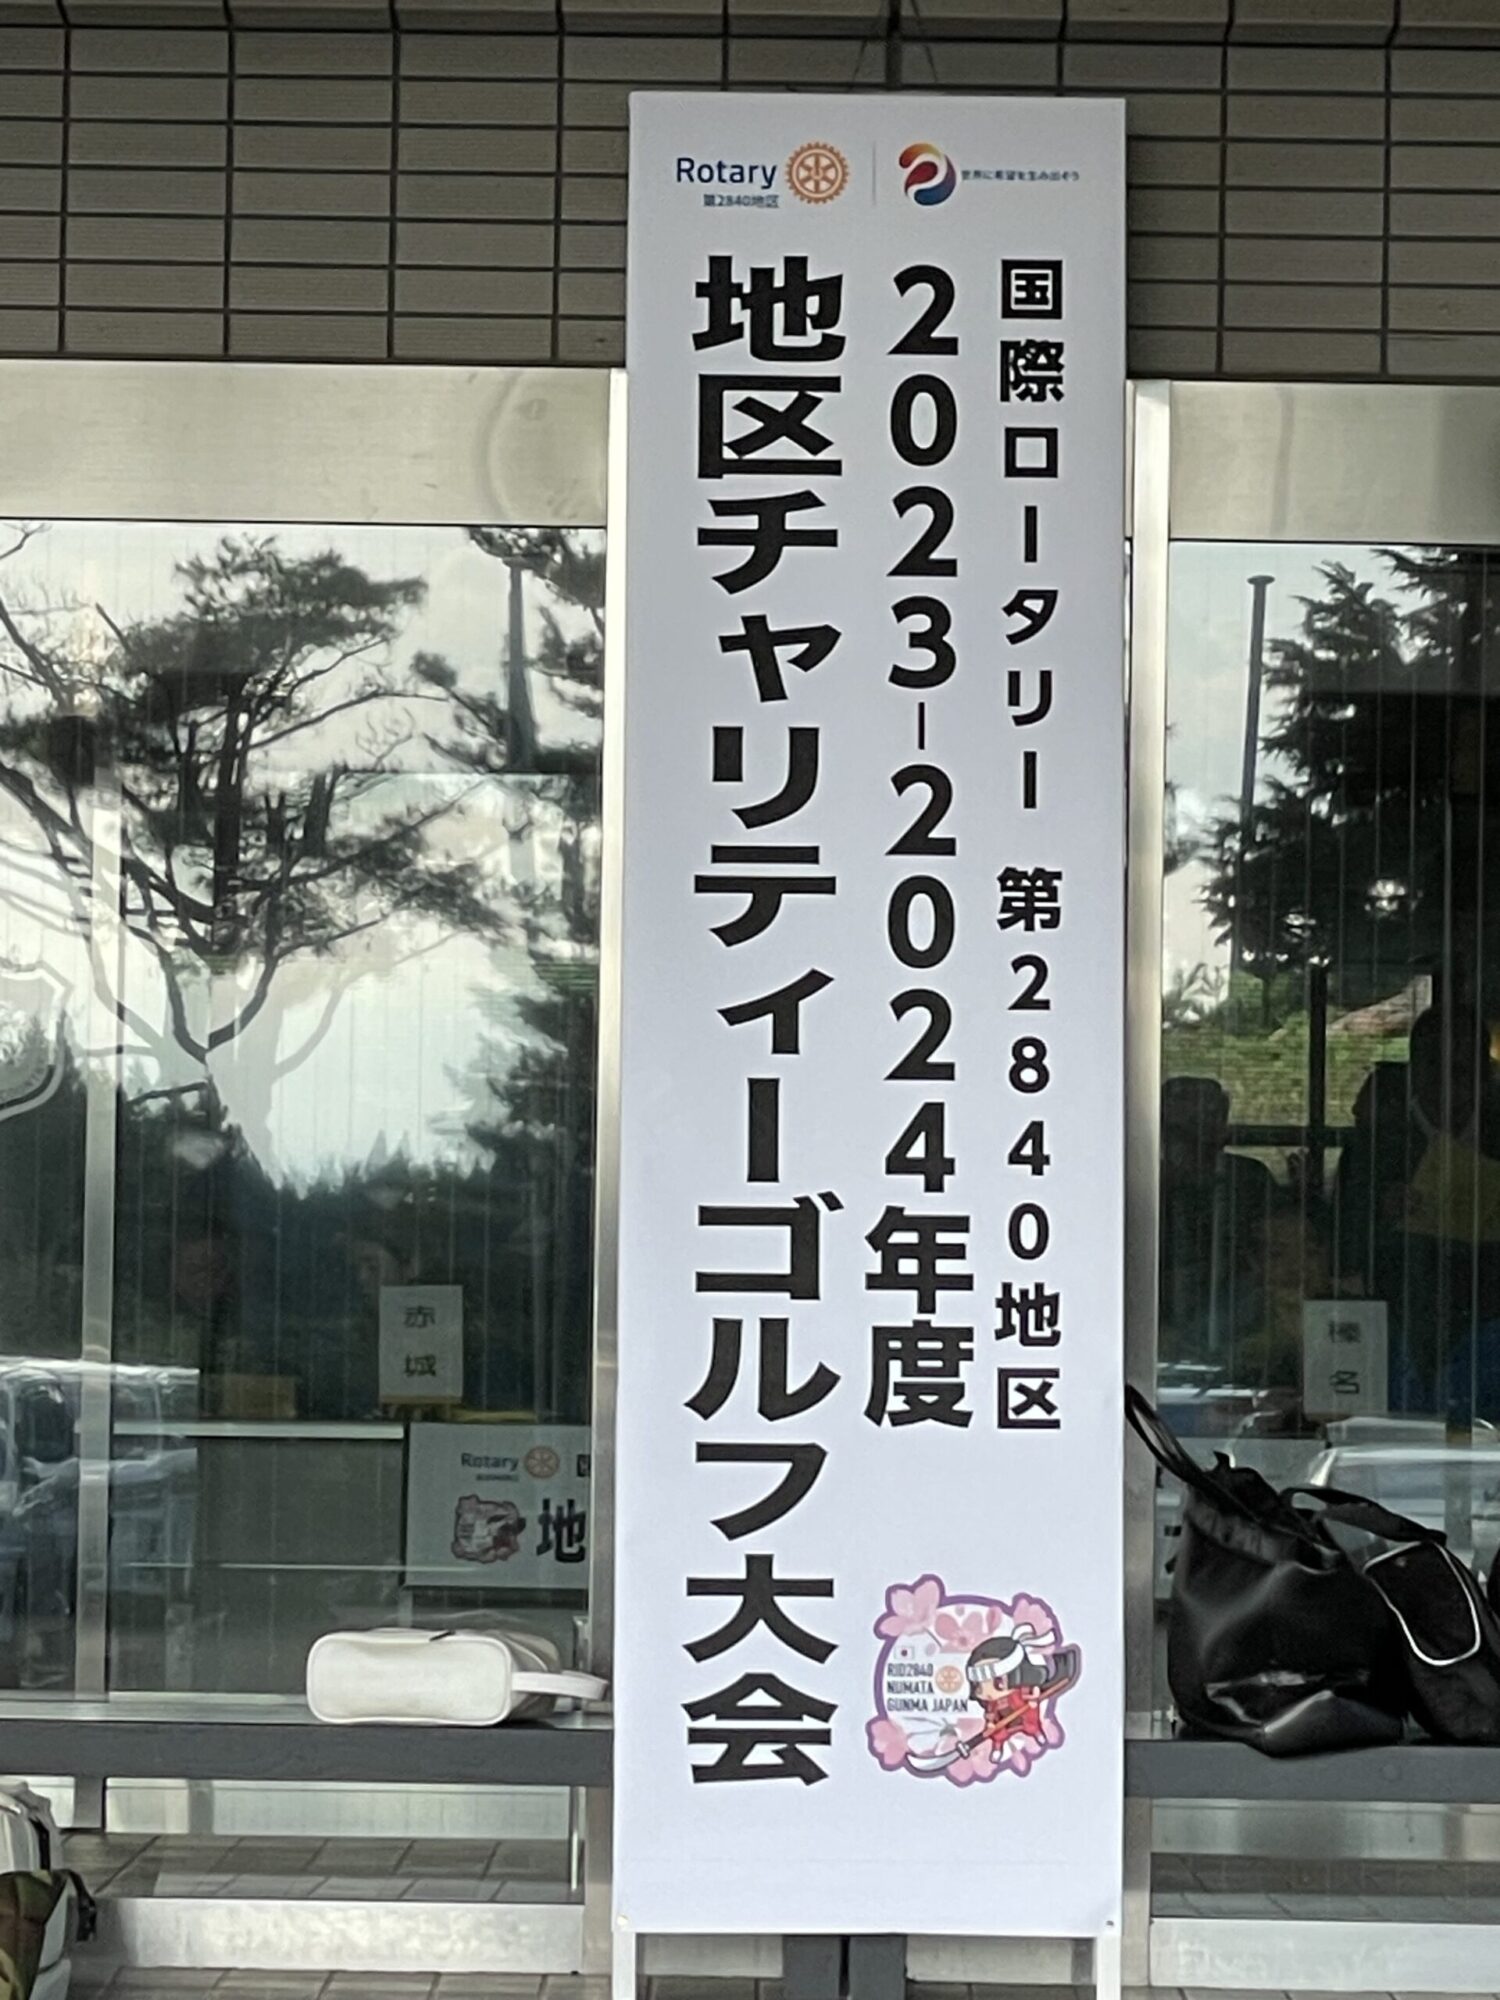 Rotary
第2840地区
世界に希望を生み出そう
国際ロータリー 第2840地区
2023-2024年度
地区チャリティーゴルフ大会
RID2840
NUMATA
GUNMA JAPAN
赤城
榛名
Rotary
地